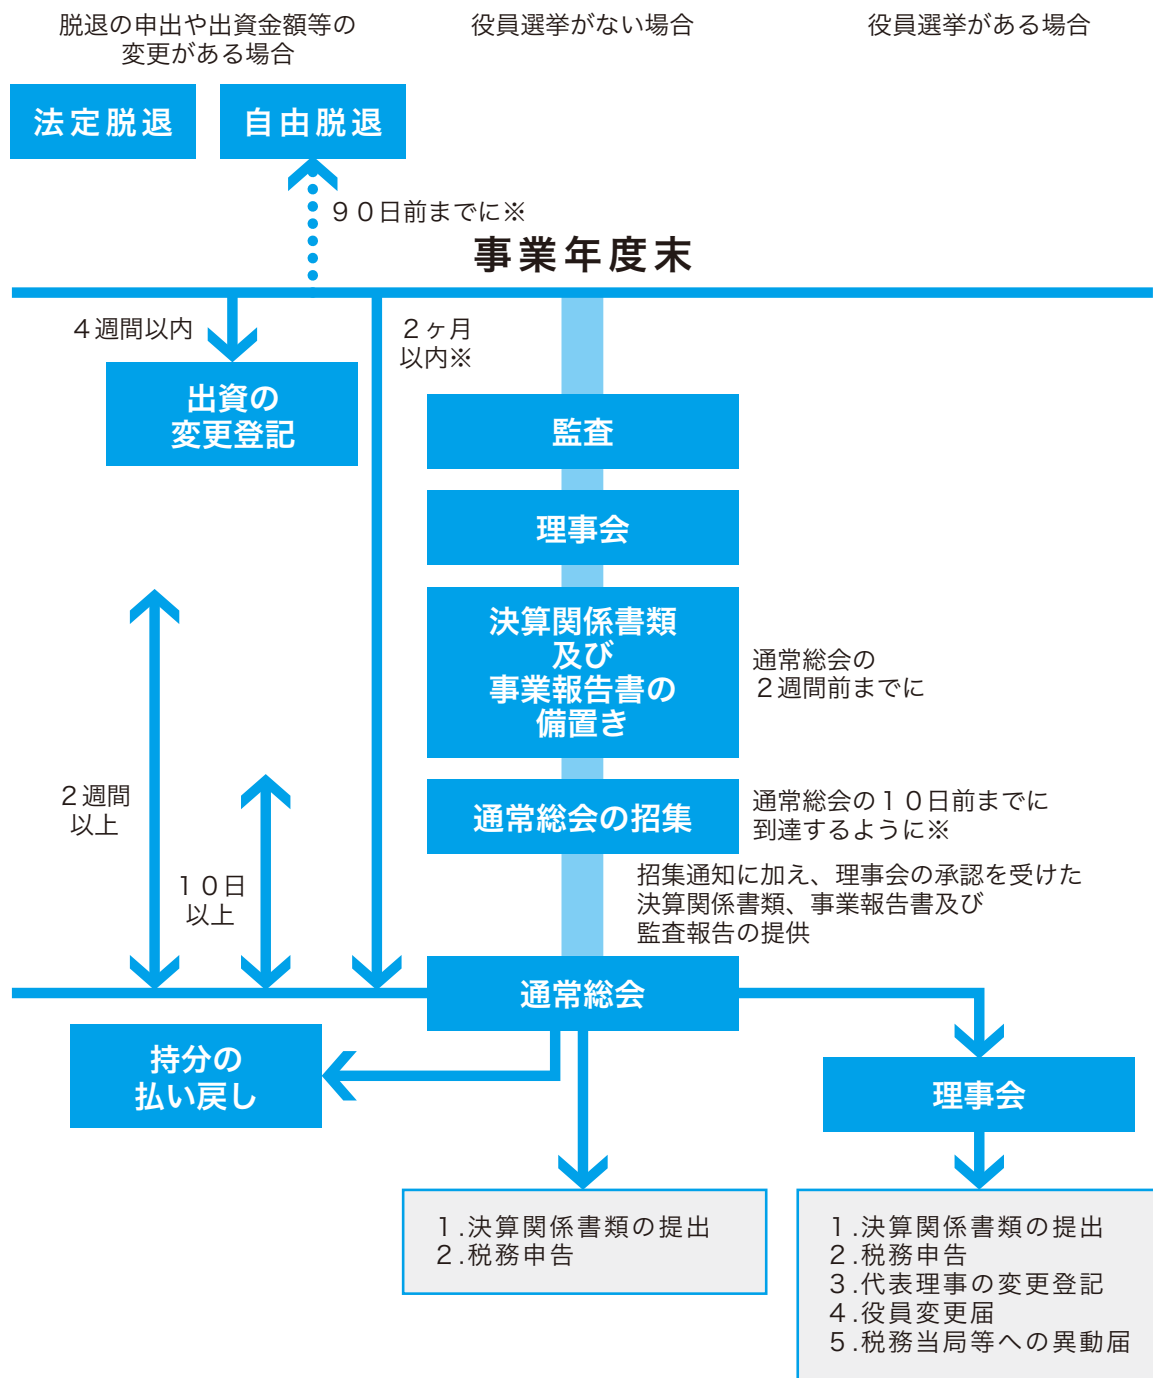 脱退の申出や出資金額等の
変更がある場合
役員選挙がない場合
役員選挙がある場合
法定脱退
自由脱退
９０日前までに※
事業年度末
４週間以内
２ヶ月
以内※
出資の
変更登記
監査
理事会
決算関係書類
及び
事業報告書の
備置き
通常総会の
２週間前までに
２週間
以上
通常総会の招集
通常総会の１０日前までに
到達するように※
１０日
以上
招集通知に加え、理事会の承認を受けた
決算関係書類、事業報告書及び
監査報告の提供
通常総会
持分の
払い戻し
理事会
１.決算関係書類の提出
２.税務申告
１.決算関係書類の提出
２.税務申告
３.代表理事の変更登記
４.役員変更届
５.税務当局等への異動届